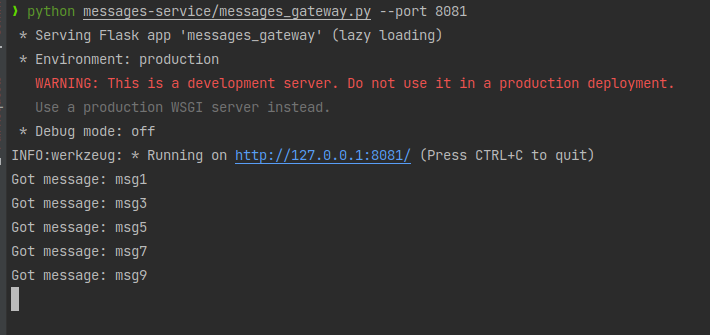 ❯ python messages-service/messages_gateway.py --port 8081
* Serving Flask app 'messages_gateway' (lazy loading)
* Environment: production
WARNING: This is a development server. Do not use it in a production deployment.
Use a production WSGI server instead.
* Debug mode: off
INFO:werkzeug: * Running on http://127.0.0.1:8081/ (Press CTRL+C to quit)
Got message: msg1
Got message: msg3
Got message: msg5
Got message: msg7
Got message: msg9